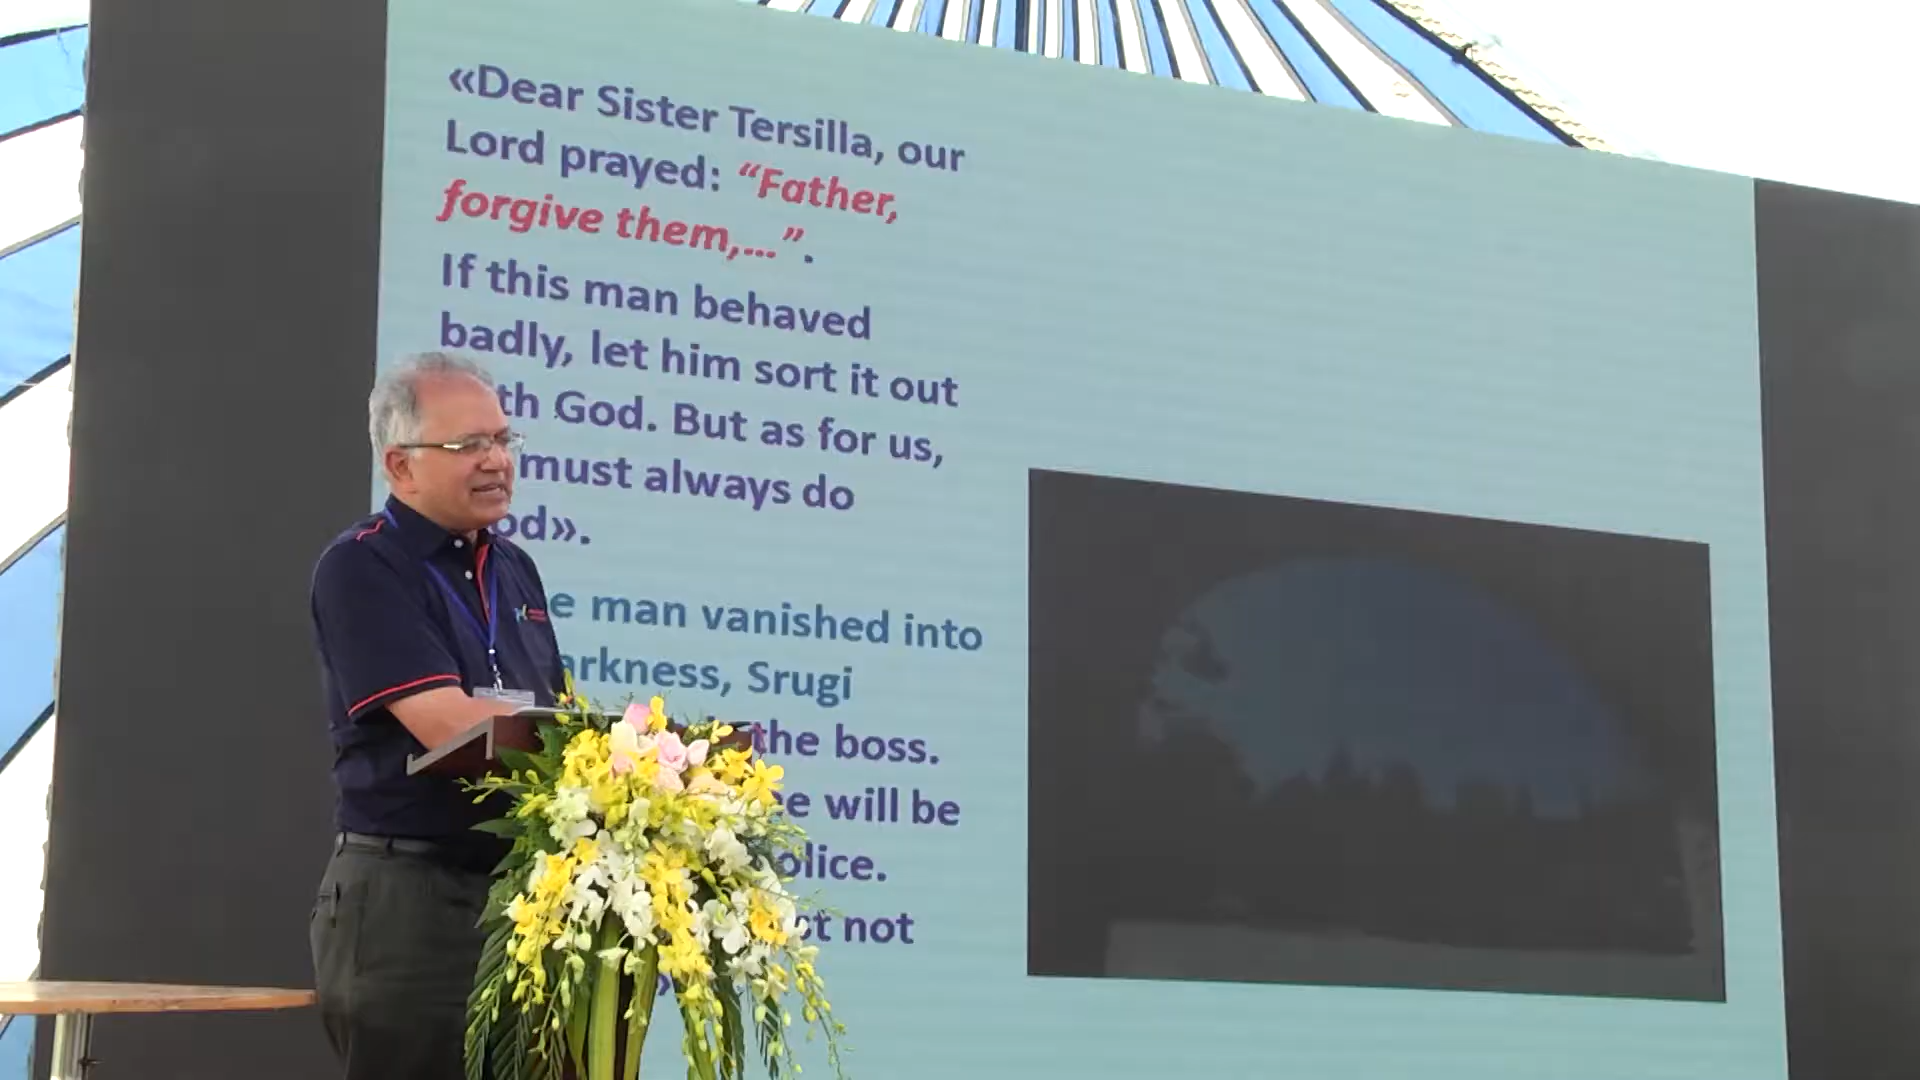 «Dear Sister Tersilla, our
Lord prayed: “Father,
forgive them,...”.
If this man behaved
badly, let him sort it out
th God. But as for us,
must always do
od».
e man vanished into
arkness, Srugi
the boss.
e will be
olice.
st not
»